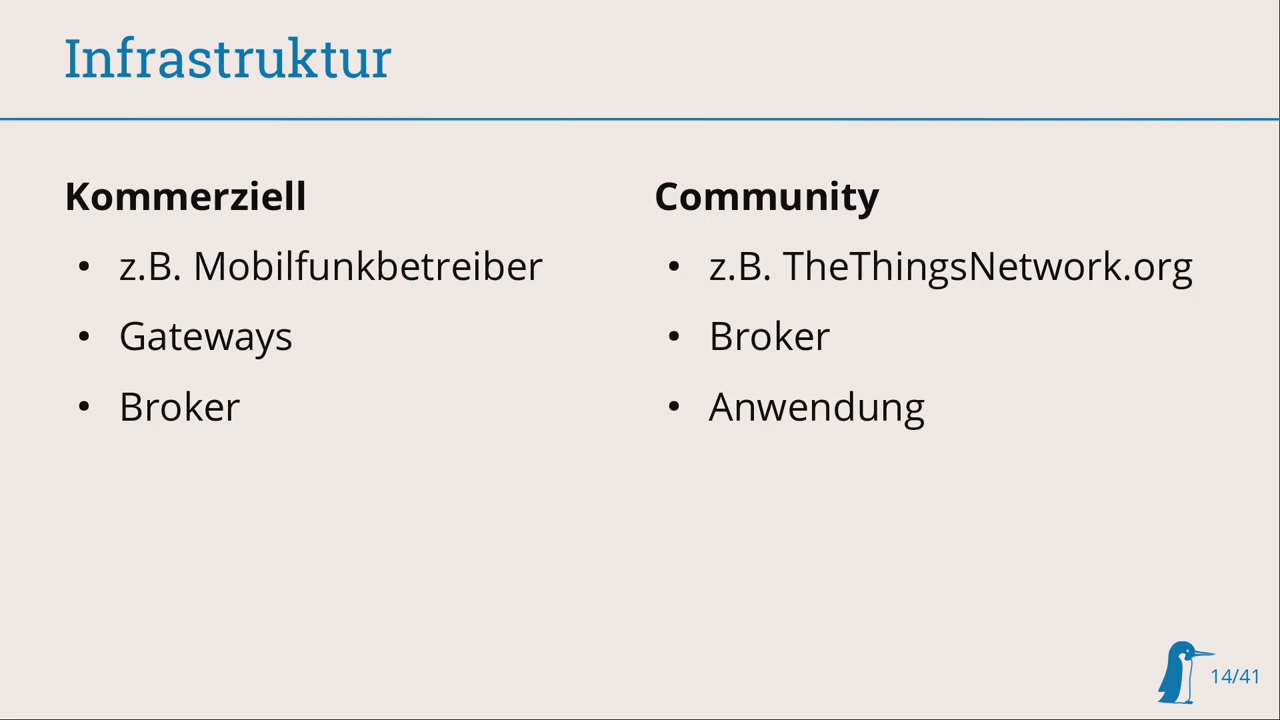 Infrastruktur
Kommerziell
• z.B. Mobilfunkbetreiber
• Gateways
• Broker
Community
• z.B. TheThingsNetwork.org
• Broker
• Anwendung
14/41